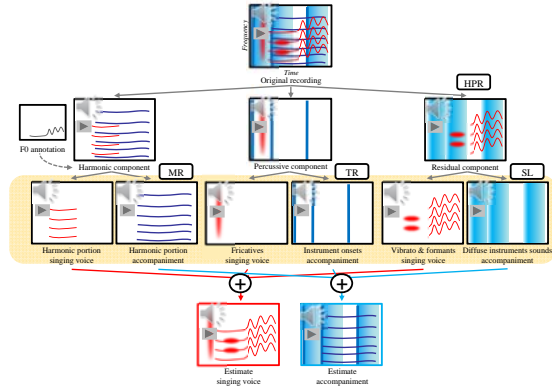 Frequency
Time
Original recording
HPR
F0 annotation
Harmonic component
Percussive component
Residual component
MR
TR
SL
Harmonic portion
singing voice
Harmonic portion
accompaniment
Fricatives
singing voice
Instrument onsets
accompaniment
Vibrato & formants
singing voice
Diffuse instruments sounds
accompaniment
+
+
Estimate
singing voice
Estimate
accompaniment